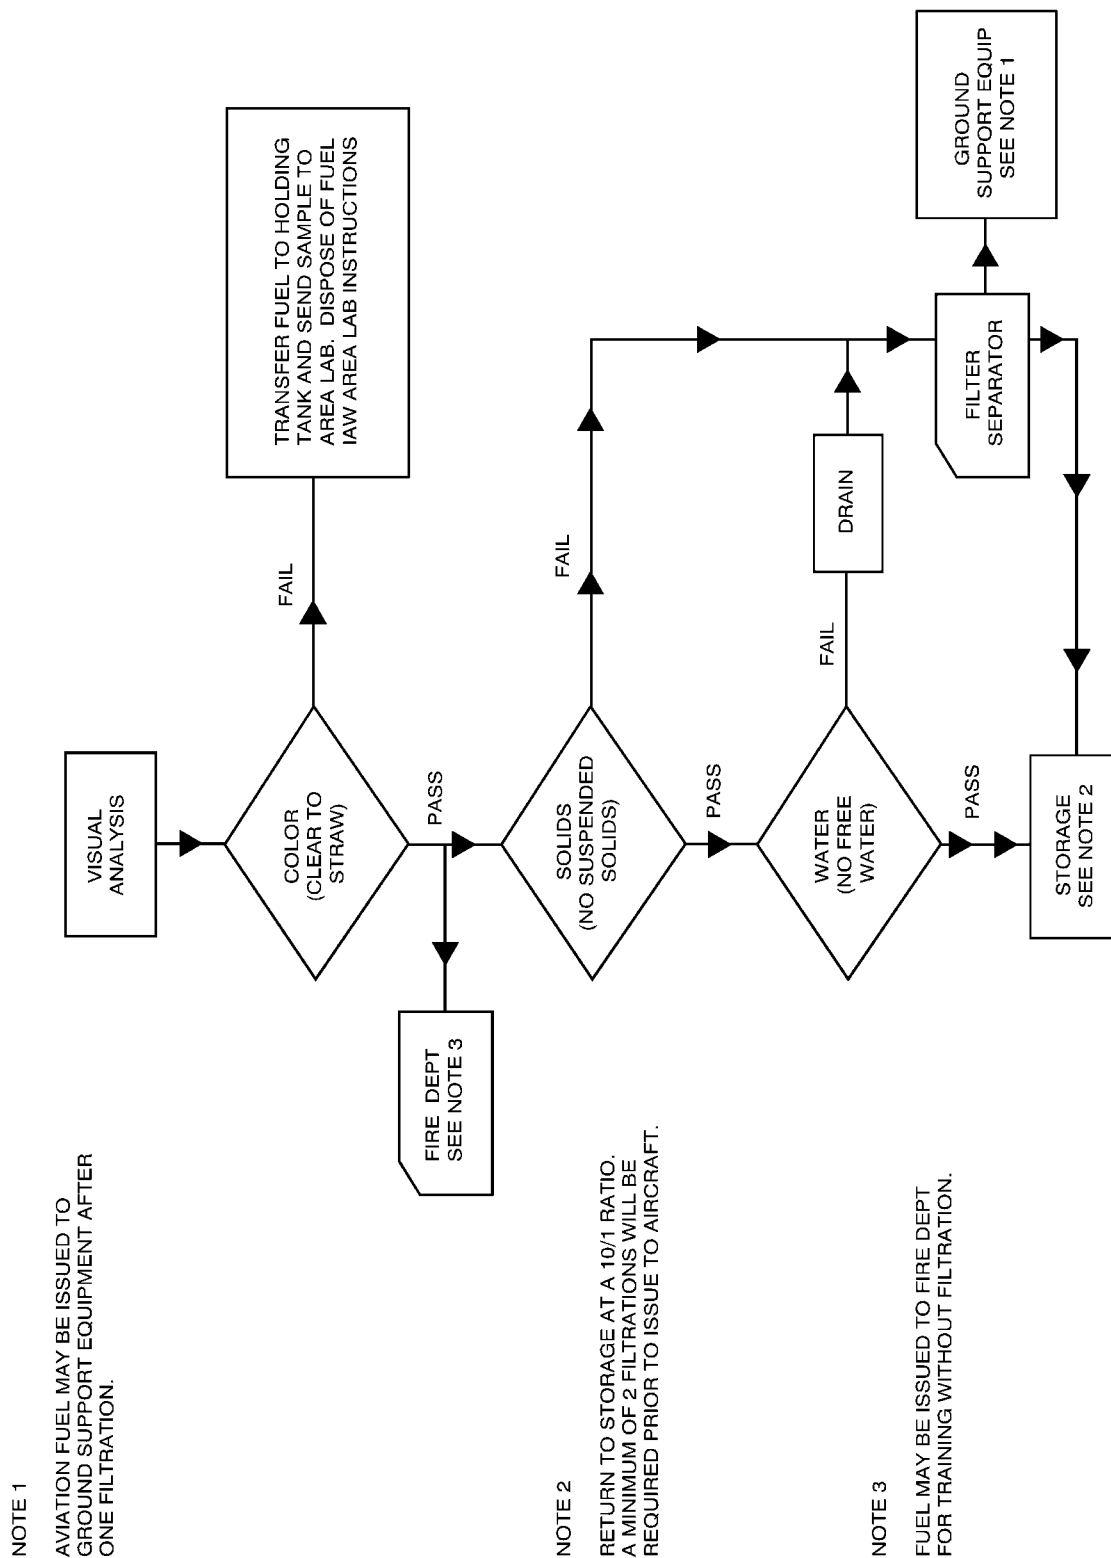 VISUAL
ANALYSIS
COLOR
(CLEAR TO
STRAW)
FAIL
TRANSFER FUEL TO HOLDING
TANK AND SEND SAMPLE TO
AREA LAB. DISPOSE OF FUEL
IAW AREA LAB INSTRUCTIONS
PASS
FIRE DEPT
SEE NOTE 3
SOLIDS
(NO SUSPENDED
SOLIDS)
FAIL
PASS
WATER
(NO FREE
WATER)
FAIL
DRAIN
PASS
FILTER
SEPARATOR
GROUND
SUPPORT EQUIP
SEE NOTE 1
STORAGE
SEE NOTE 2
NOTE 1
AVIATION FUEL MAY BE ISSUED TO
GROUND SUPPORT EQUIPMENT AFTER
ONE FILTRATION.
NOTE 2
RETURN TO STORAGE AT A 10/1 RATIO.
A MINIMUM OF 2 FILTRATIONS WILL BE
REQUIRED PRIOR TO ISSUE TO AIRCRAFT.
NOTE 3
FUEL MAY BE ISSUED TO FIRE DEPT
FOR TRAINING WITHOUT FILTRATION.